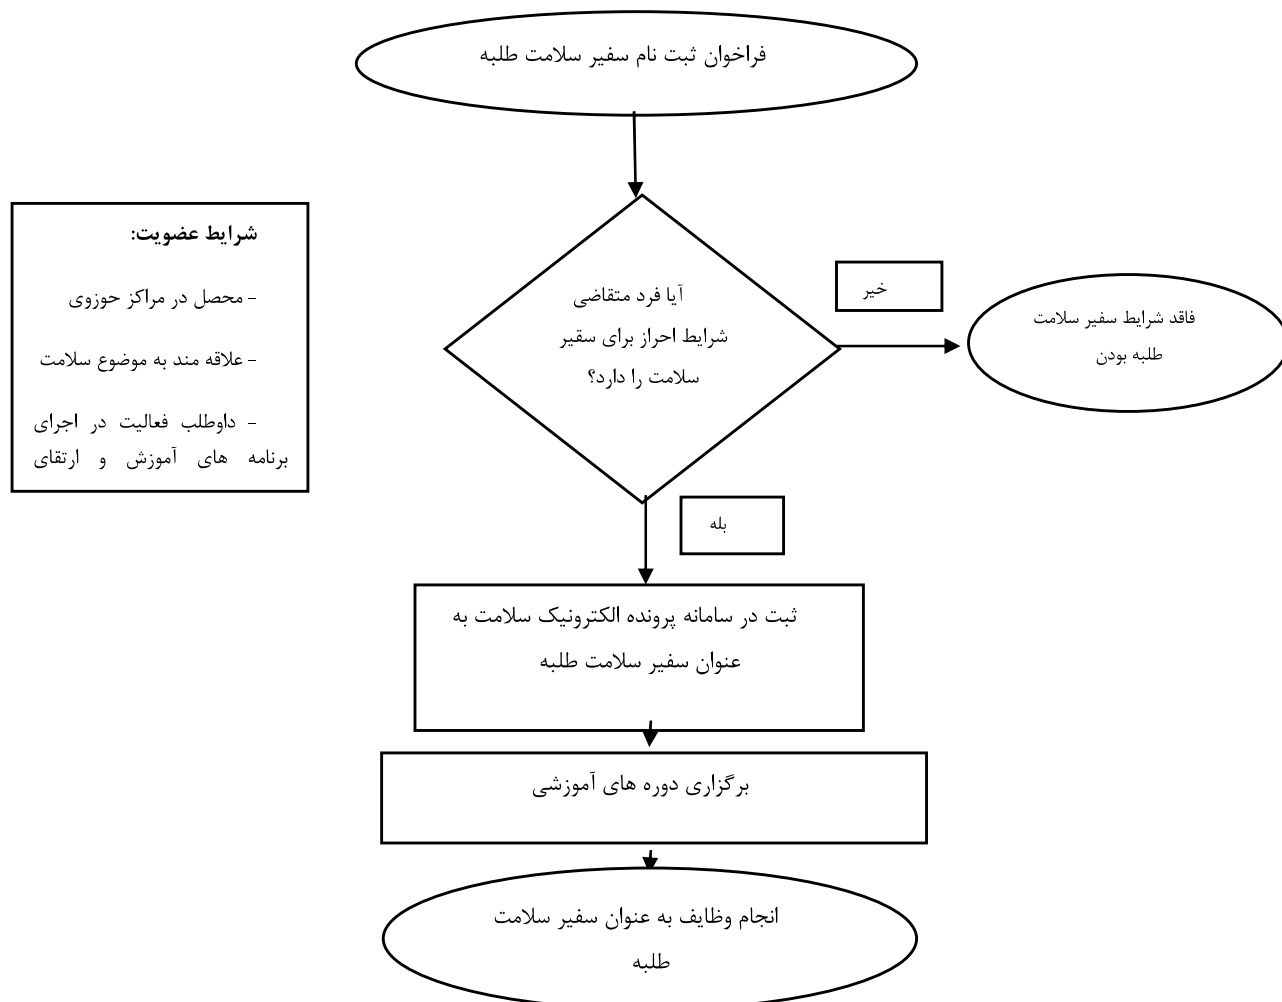 فراخوان ثبت نام سفیر سلامت طلبه
شرایط عضویت:
- محصل در مراکز حوزوی
- علاقه مند به موضوع سلامت
- داوطلب فعالیت در اجرای
برنامه های آموزش و ارتقای
آیا فرد متقاضی
شرایط احراز برای سقیر
سلامت را دارد؟
خیر
فاقد شرایط سفیر سلامت
طلبه بودن
بله
ثبت در سامانه پرونده الکترونیک سلامت به
عنوان سفیر سلامت طلبه
برگزاری دوره های آموزشی
انجام وظایف به عنوان سفیر سلامت
طلبه